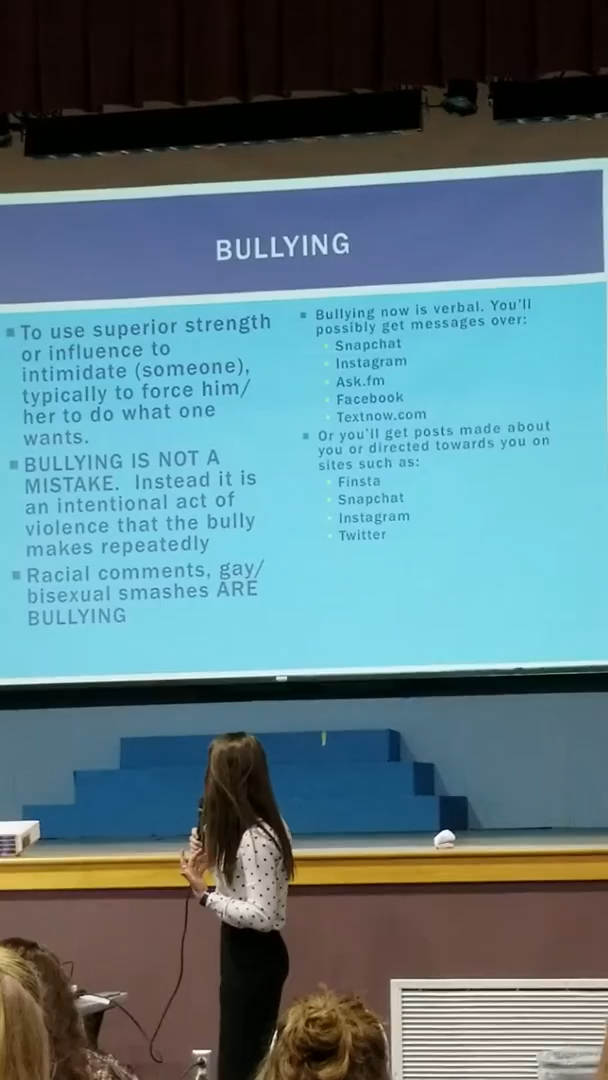 BULLYING
To use superior strength
or influence to
intimidate (someone),
typically to force him/
her to do what one
wants.
BULLYING IS NOT A
MISTAKE. Instead it is
an intentional act of
violence that the bully
makes repeatedly
Racial comments, gay/
bisexual smashes ARE
BULLYING
Bullying now is verbal. You'll
possibly get messages over:
Snapchat
Instagram
Ask.fm
Facebook
Textnow.com
Or you'll get posts made about
you or directed towards you on
sites such as:
Finsta
Snapchat
Instagram
Twitter